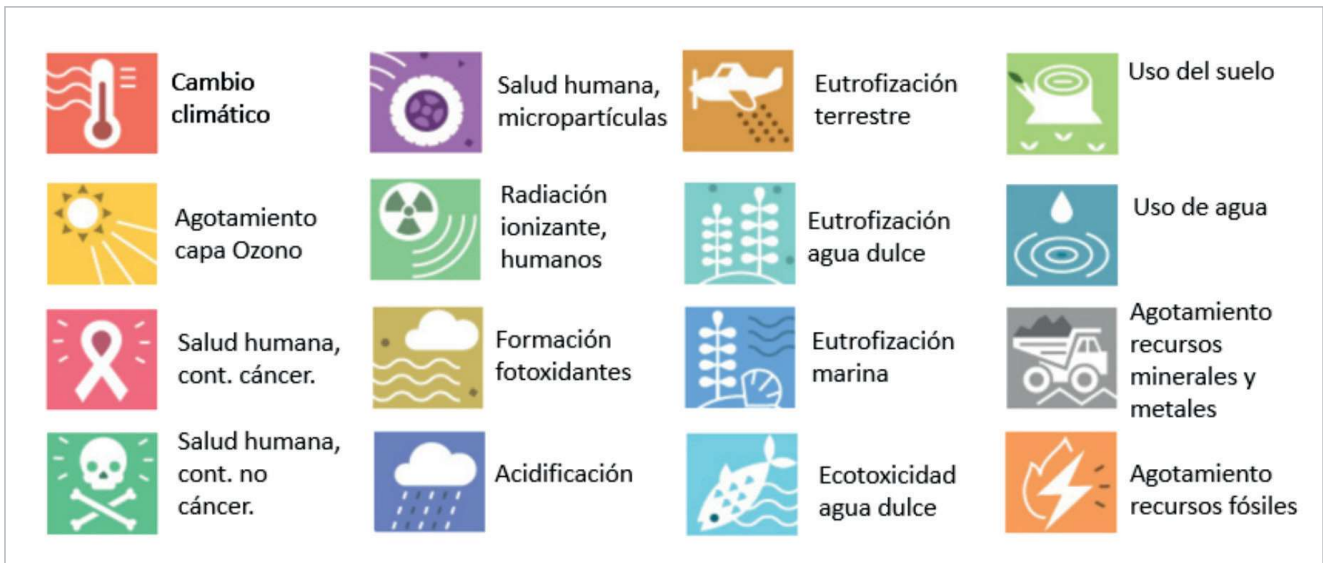 Cambio
climático
Salud humana,
micropartículas
Eutrofización
terrestre
Uso del suelo
Agotamiento
capa Ozono
Radiación
ionizante,
humanos
Eutrofización
agua dulce
Uso de agua
Salud humana,
cont. cáncer.
Formación
fotoxidantes
Eutrofización
marina
Agotamiento
recursos
minerales y
metales
Salud humana,
cont. no
cáncer.
Acidificación
Ecotoxicidad
agua dulce
Agotamiento
recursos fósiles